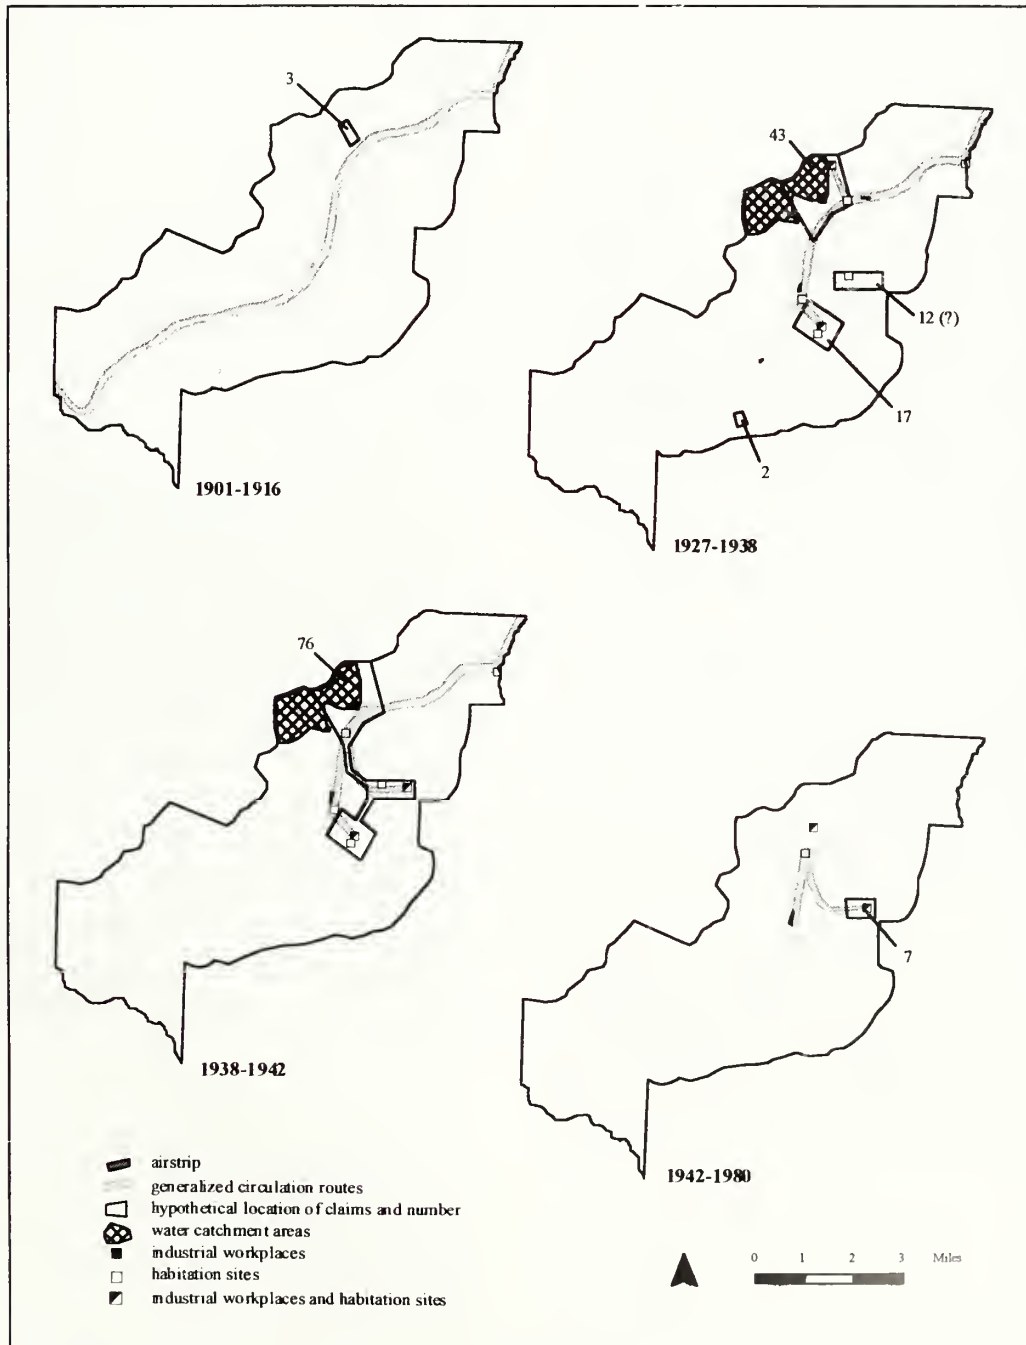 3
1901-1916
43
12 (?)
17
2
1927-1938
76
1938-1942
7
1942-1980
airstrip
generalized circulation routes
hypothetical location of claims and number
water catchment areas
industrial workplaces
habitation sites
industrial workplaces and habitation sites
0 1 2 3 Miles